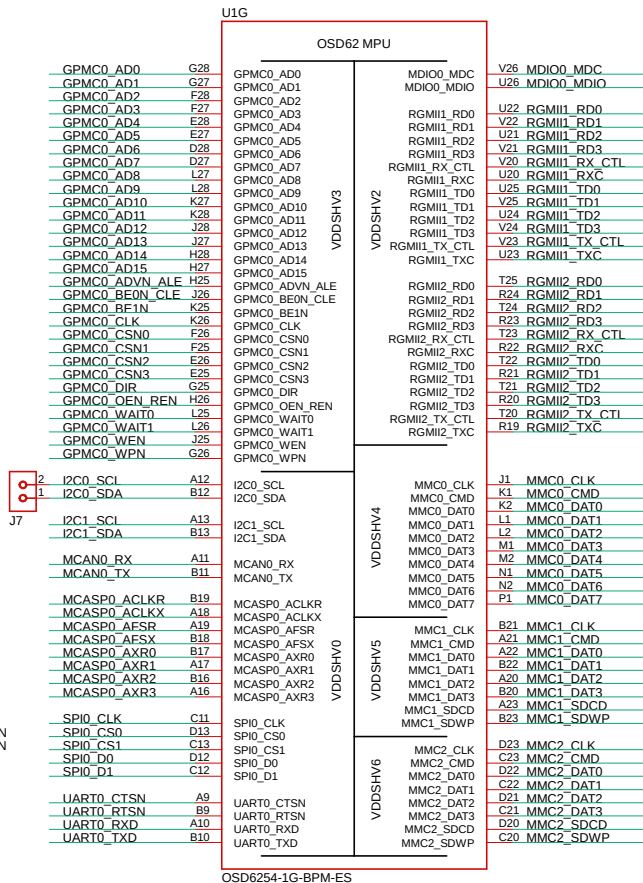 U1G
OSD62 MPU
GPMC0_AD0 G28 GPMC0_AD0
GPMC0_AD1 G27 GPMC0_AD1
GPMC0_AD2 F28 GPMC0_AD2
GPMC0_AD3 F27 GPMC0_AD3
GPMC0_AD4 E28 GPMC0_AD4
GPMC0_AD5 E27 GPMC0_AD5
GPMC0_AD6 D28 GPMC0_AD6
GPMC0_AD7 D27 GPMC0_AD7
GPMC0_AD8 L27 GPMC0_AD8
GPMC0_AD9 L28 GPMC0_AD9
GPMC0_AD10 K27 GPMC0_AD10
GPMC0_AD11 K28 GPMC0_AD11
GPMC0_AD12 J28 GPMC0_AD12
GPMC0_AD13 J27 GPMC0_AD13
GPMC0_AD14 H28 GPMC0_AD14
GPMC0_AD15 H27 GPMC0_AD15
GPMC0_ADVN_ALE H25 GPMC0_ADVN_ALE
GPMC0_BE0N_CLE J26 GPMC0_BE0N_CLE
GPMC0_BE1N K25 GPMC0_BE1N
GPMC0_CLK K26 GPMC0_CLK
GPMC0_CSN0 F26 GPMC0_CSN0
GPMC0_CSN1 F25 GPMC0_CSN1
GPMC0_CSN2 E26 GPMC0_CSN2
GPMC0_CSN3 E25 GPMC0_CSN3
GPMC0_DIR G25 GPMC0_DIR
GPMC0_OEN_REN H26 GPMC0_OEN_REN
GPMC0_WAIT0 L25 GPMC0_WAIT0
GPMC0_WAIT1 L26 GPMC0_WAIT1
GPMC0_WEN J25 GPMC0_WEN
GPMC0_WPN G26 GPMC0_WPN
VDDSHV3
2 I2C0_SCL A12 I2C0_SCL
1 I2C0_SDA B12 I2C0_SDA
J7
I2C1_SCL A13 I2C1_SCL
I2C1_SDA B13 I2C1_SDA
MCAN0_RX A11 MCAN0_RX
MCAN0_TX B11 MCAN0_TX
MCASP0_ACLKR B19 MCASP0_ACLKR
MCASP0_ACLKX A18 MCASP0_ACLKX
MCASP0_AFSR A19 MCASP0_AFSR
MCASP0_AFSX B18 MCASP0_AFSX
MCASP0_AXR0 B17 MCASP0_AXR0
MCASP0_AXR1 A17 MCASP0_AXR1
MCASP0_AXR2 B16 MCASP0_AXR2
MCASP0_AXR3 A16 MCASP0_AXR3
SPI0_CLK C11 SPI0_CLK
N SPI0_CS0 D13 SPI0_CS0
N SPI0_CS1 C13 SPI0_CS1
SPI0_D0 D12 SPI0_D0
SPI0_D1 C12 SPI0_D1
UART0_CTSN A9 UART0_CTSN
UART0_RTSN B9 UART0_RTSN
UART0_RXD A10 UART0_RXD
UART0_TXD B10 UART0_TXD
VDDSHV0
VDDSHV2
MDIO0_MDC V26 MDIO0_MDC
MDIO0_MDIO U26 MDIO0_MDIO
RGMII1_RD0 U22 RGMII1_RD0
RGMII1_RD1 V22 RGMII1_RD1
RGMII1_RD2 U21 RGMII1_RD2
RGMII1_RD3 V21 RGMII1_RD3
RGMII1_RX_CTL V20 RGMII1_RX_CTL
RGMII1_RXC U20 RGMII1_RXC
RGMII1_TD0 U25 RGMII1_TD0
RGMII1_TD1 V25 RGMII1_TD1
RGMII1_TD2 U24 RGMII1_TD2
RGMII1_TD3 V24 RGMII1_TD3
RGMII1_TX_CTL V23 RGMII1_TX_CTL
RGMII1_TXC U23 RGMII1_TXC
RGMII2_RD0 T25 RGMII2_RD0
RGMII2_RD1 R24 RGMII2_RD1
RGMII2_RD2 T24 RGMII2_RD2
RGMII2_RD3 R23 RGMII2_RD3
RGMII2_RX_CTL T23 RGMII2_RX_CTL
RGMII2_RXC R22 RGMII2_RXC
RGMII2_TD0 T22 RGMII2_TD0
RGMII2_TD1 R21 RGMII2_TD1
RGMII2_TD2 T21 RGMII2_TD2
RGMII2_TD3 R20 RGMII2_TD3
RGMII2_TX_CTL T20 RGMII2_TX_CTL
RGMII2_TXC R19 RGMII2_TXC
VDDSHV4
MMC0_CLK J1 MMC0_CLK
MMC0_CMD K1 MMC0_CMD
MMC0_DAT0 K2 MMC0_DAT0
MMC0_DAT1 L1 MMC0_DAT1
MMC0_DAT2 L2 MMC0_DAT2
MMC0_DAT3 M1 MMC0_DAT3
MMC0_DAT4 M2 MMC0_DAT4
MMC0_DAT5 N1 MMC0_DAT5
MMC0_DAT6 N2 MMC0_DAT6
MMC0_DAT7 P1 MMC0_DAT7
VDDSHV5
MMC1_CLK B21 MMC1_CLK
MMC1_CMD A21 MMC1_CMD
MMC1_DAT0 A22 MMC1_DAT0
MMC1_DAT1 B22 MMC1_DAT1
MMC1_DAT2 A20 MMC1_DAT2
MMC1_DAT3 B20 MMC1_DAT3
MMC1_SDCD A23 MMC1_SDCD
MMC1_SDWP B23 MMC1_SDWP
VDDSHV6
MMC2_CLK D23 MMC2_CLK
MMC2_CMD C23 MMC2_CMD
MMC2_DAT0 D22 MMC2_DAT0
MMC2_DAT1 C22 MMC2_DAT1
MMC2_DAT2 D21 MMC2_DAT2
MMC2_DAT3 C21 MMC2_DAT3
MMC2_SDCD D20 MMC2_SDCD
MMC2_SDWP C20 MMC2_SDWP
OSD6254-1G-BPM-ES